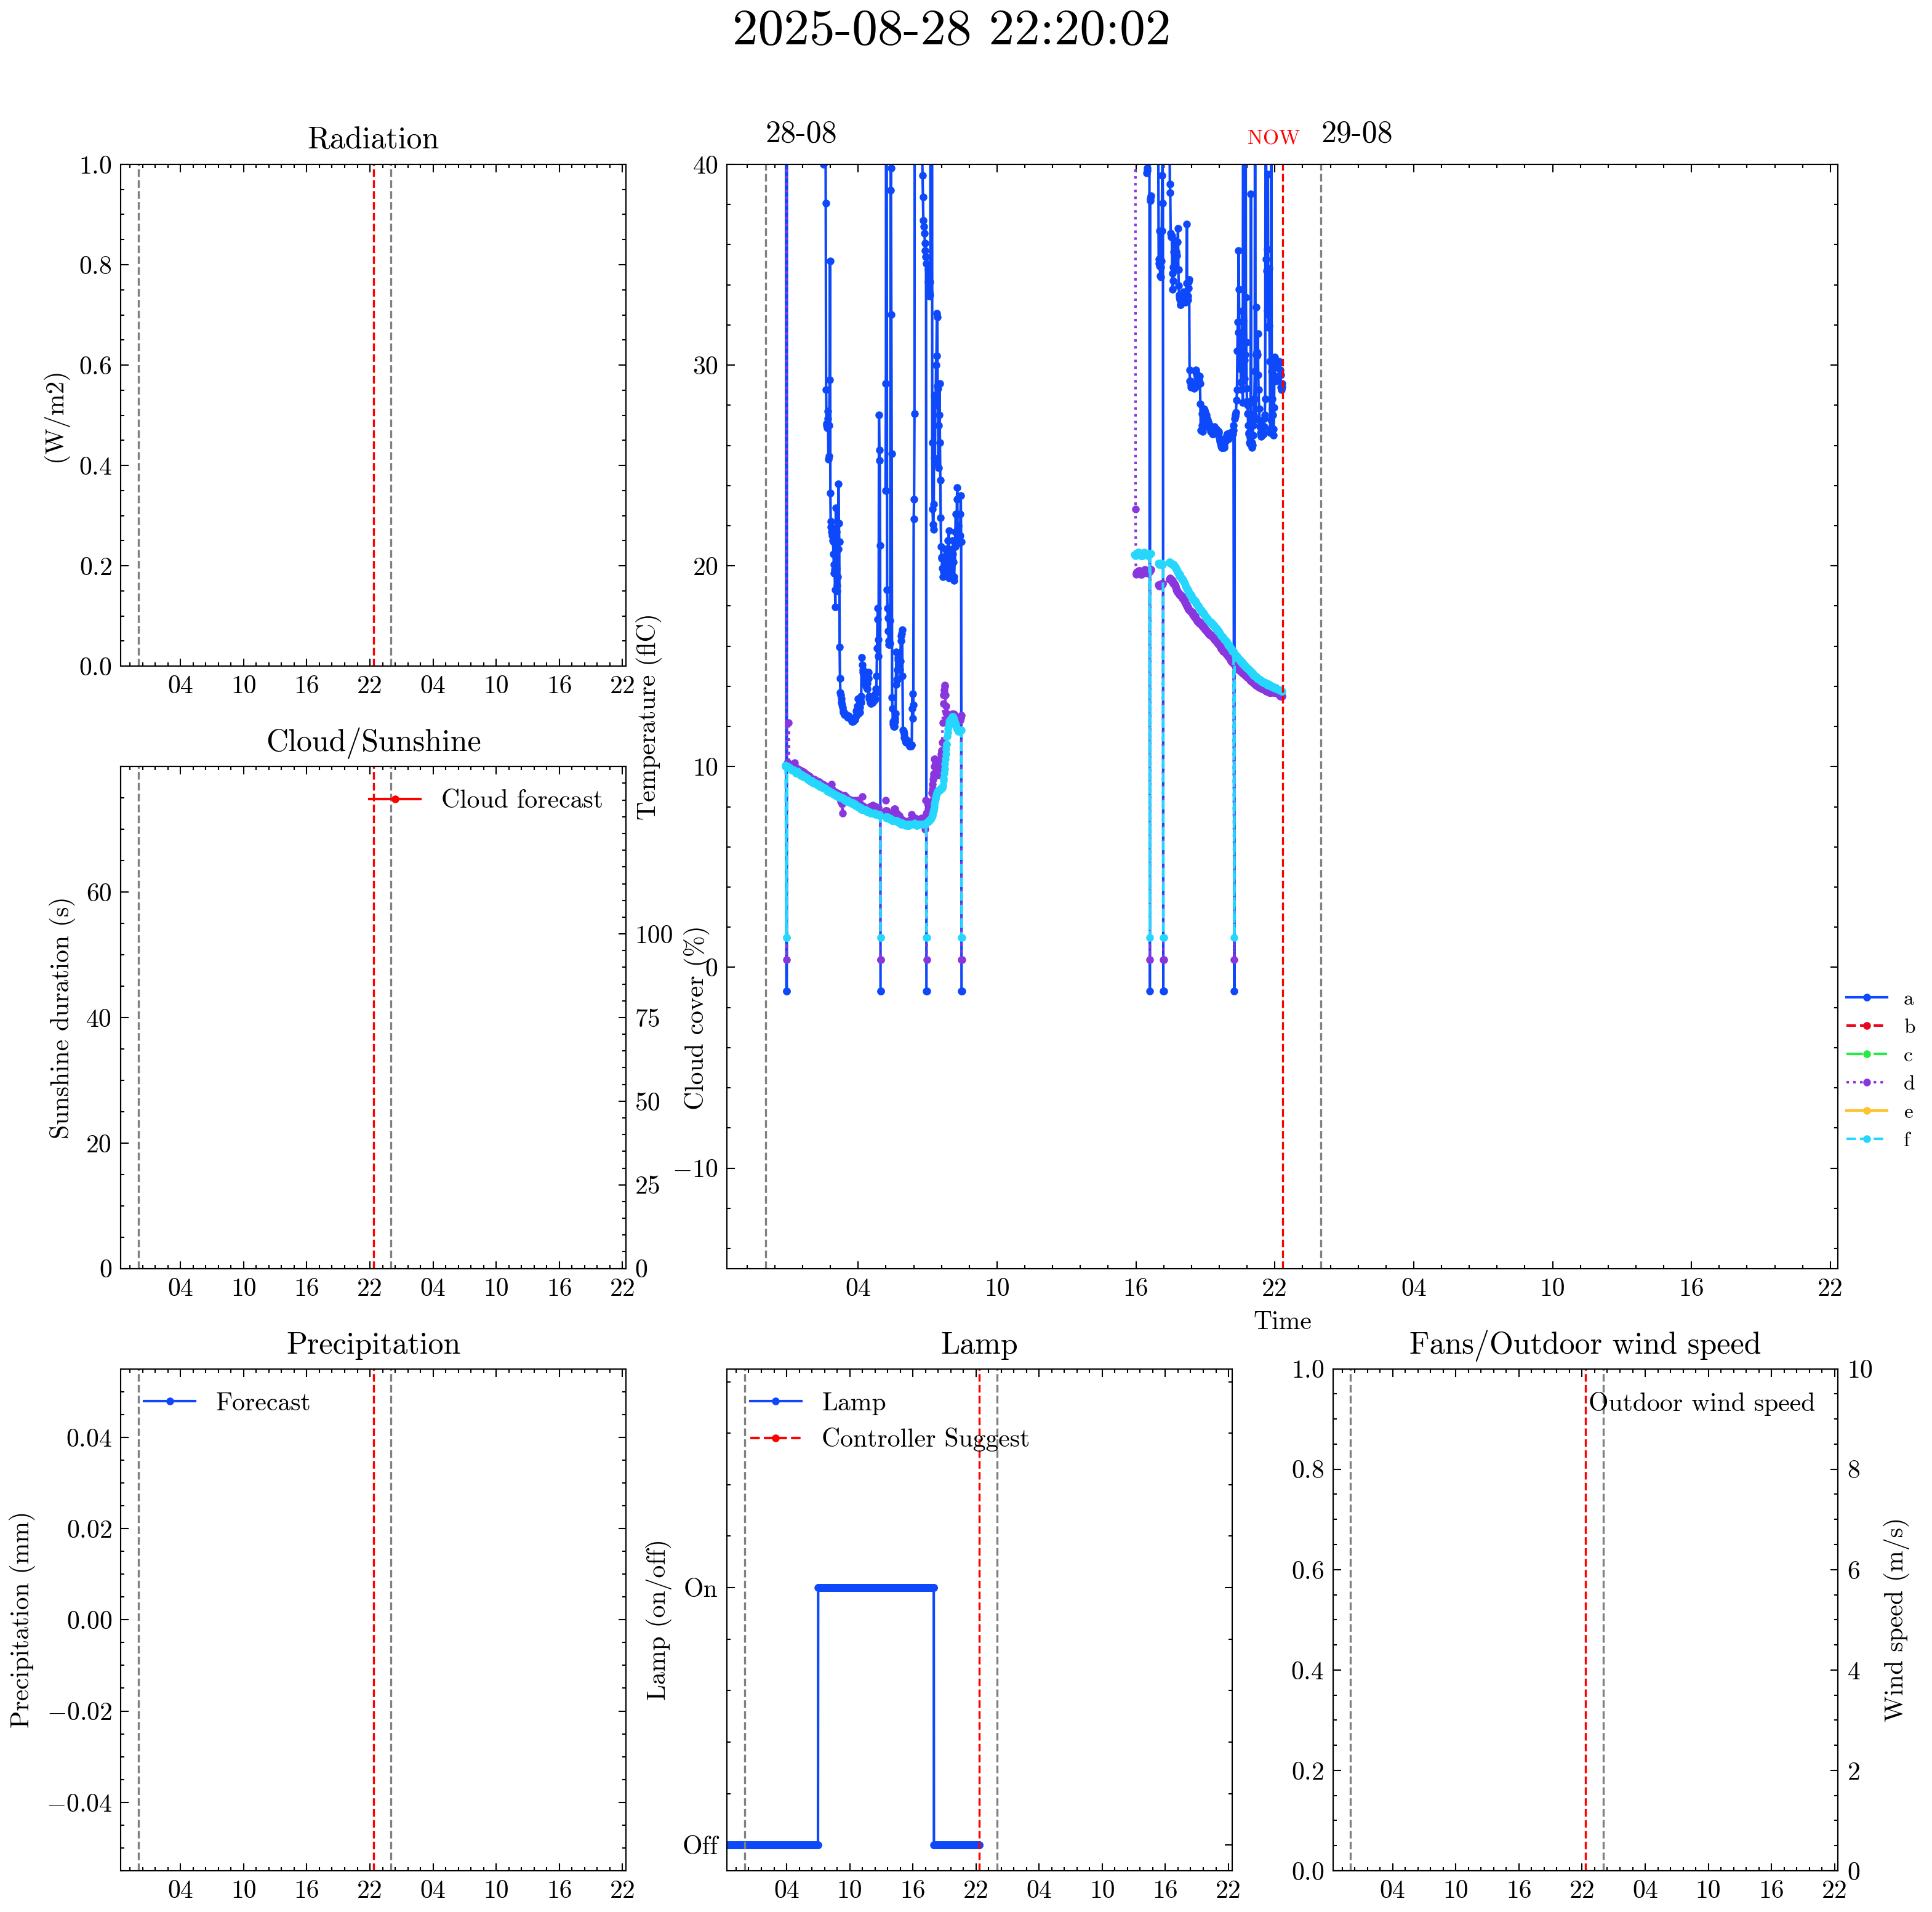 2025-08-28 22:20:02
Radiation
(W/m2)
1.0
0.8
0.6
0.4
0.2
0.0
04 10 16 22 04 10 16 22
28-08
NOW
29-08
Temperature (flC)
40
30
20
10
0
−10
04 10 16 22 04 10 16 22
Time
a
b
c
d
e
f
Cloud/Sunshine
Cloud forecast
Sunshine duration (s)
60
40
20
0
Cloud cover (%)
100
75
50
25
0
04 10 16 22 04 10 16 22
Precipitation
Forecast
Precipitation (mm)
0.04
0.02
0.00
−0.02
−0.04
04 10 16 22 04 10 16 22
Lamp
Lamp
Controller Suggest
Lamp (on/off)
On
Off
04 10 16 22 04 10 16 22
Fans/Outdoor wind speed
Outdoor wind speed
1.0
0.8
0.6
0.4
0.2
0.0
10
8
6
4
2
0
Wind speed (m/s)
04 10 16 22 04 10 16 22